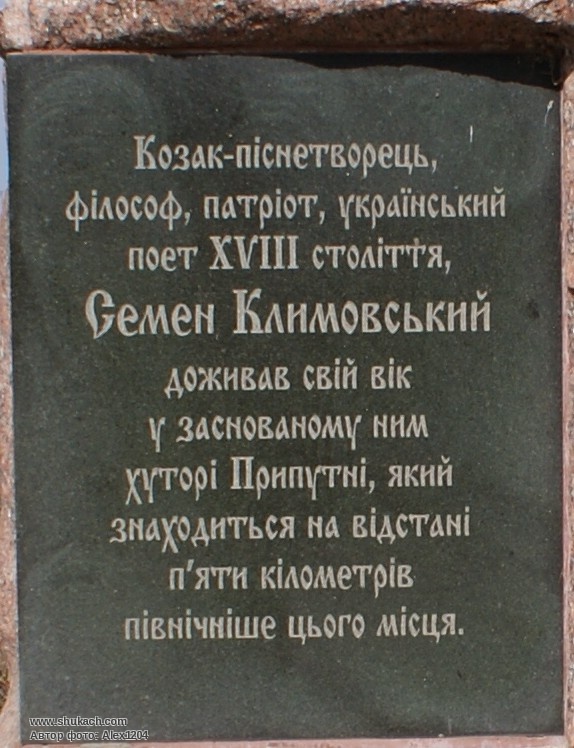 Козак-піснетворець,
філософ, патріот, український
поет XVIII століття,
Семен Климовський
доживав свій вік
у заснованому ним
хуторі Припутні, який
знаходиться на відстані
п'яти кілометрів
північніше цього місця.
www.shukach.com
Автор фото: Alex1204